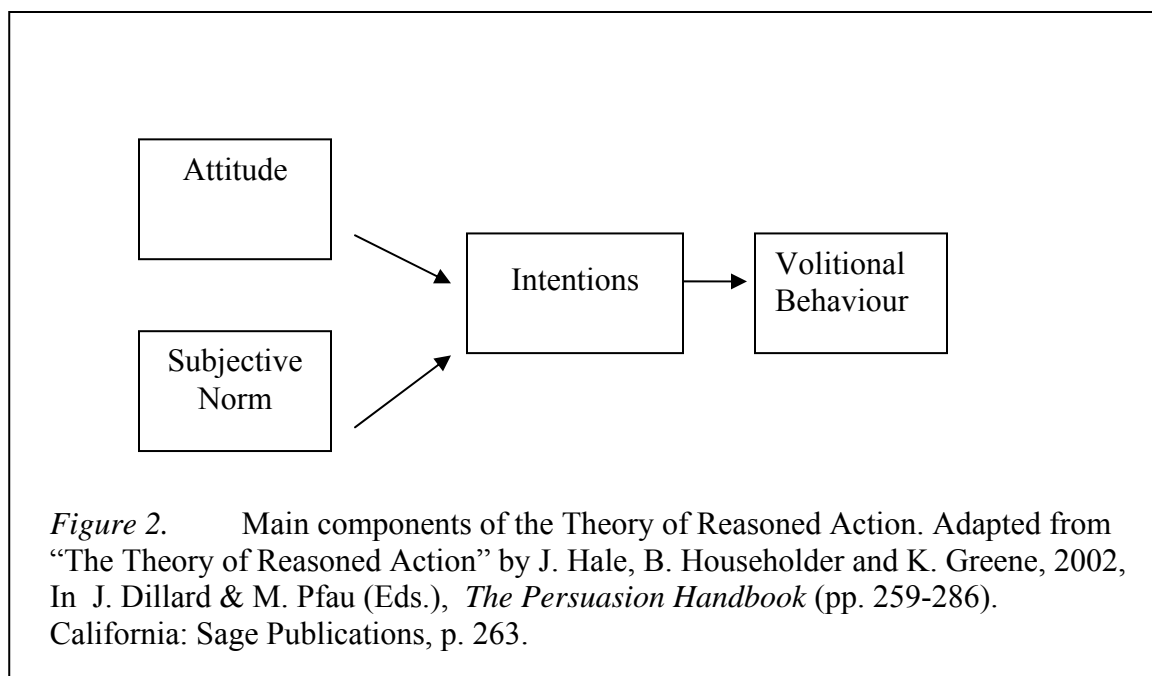 Attitude
Subjective
Norm
Intentions
Volitional
Behaviour
Figure 2. Main components of the Theory of Reasoned Action. Adapted from
“The Theory of Reasoned Action” by J. Hale, B. Householder and K. Greene, 2002,
In J. Dillard & M. Pfau (Eds.), The Persuasion Handbook (pp. 259-286).
California: Sage Publications, p. 263.